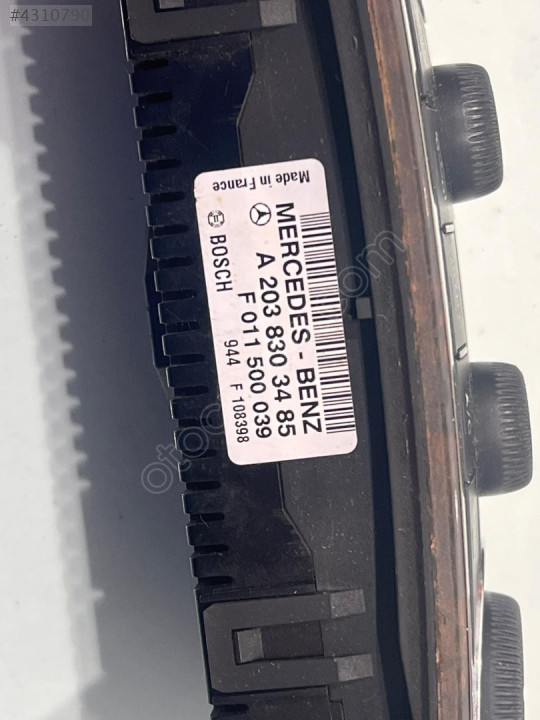 #4310790
MERCEDES - BENZ
A 203 830 34 85
F 011 500 039
BOSCH 944 F 108398
Made in France